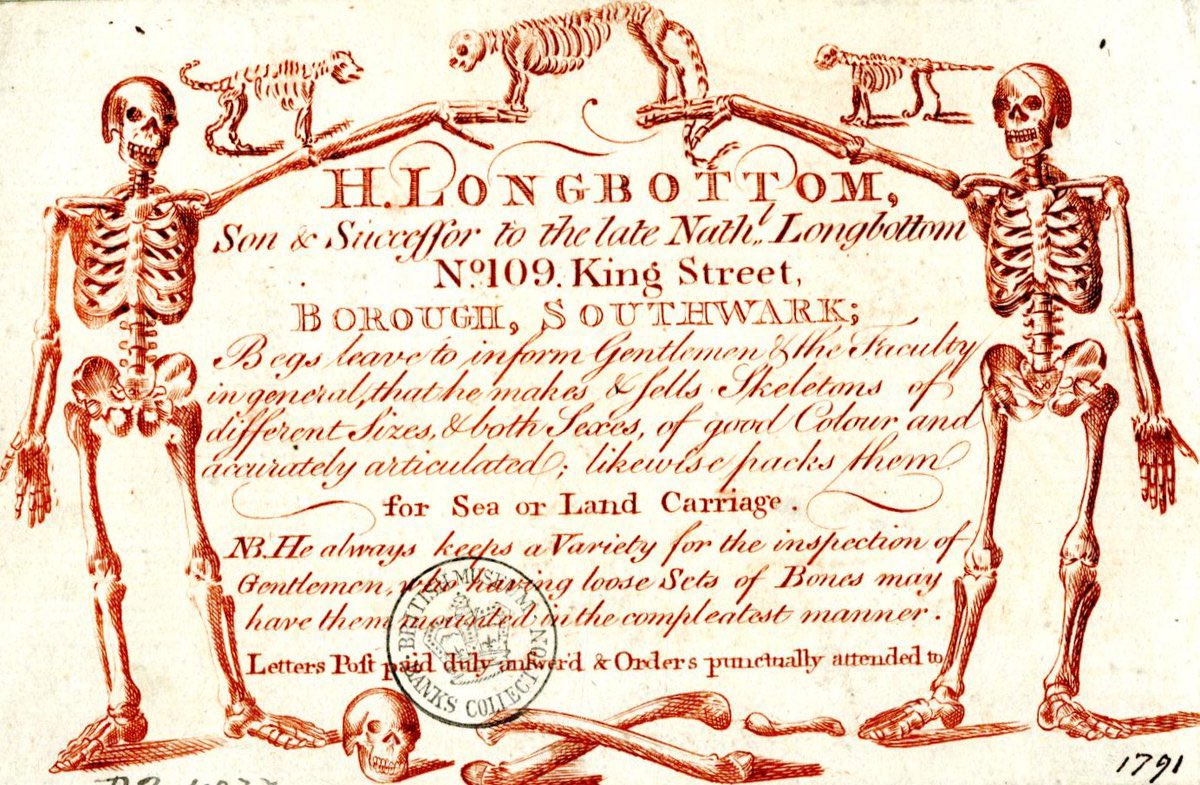 H. LONGBOTTOM,
Son & Succeſſor to the late Nath.l Longbottom
No. 109. King Street,
BOROUGH, SOUTHWARK;
Begs leave to inform Gentlemen & the Faculty
in general, that he makes & ſells Skeletons of
different Sizes, & both Sexes, of good Colour and
accurately articulated; likewise packs them
for Sea or Land Carriage.
NB. He always keeps a Variety for the inspection of
Gentlemen, who having loose Sets of Bones may
have them mounted in the compleatest manner.
Letters Poſt paid duly anſwer'd & Orders punctually attended to
BRITISH MUSEUM
BANKS COLLECTION
1791